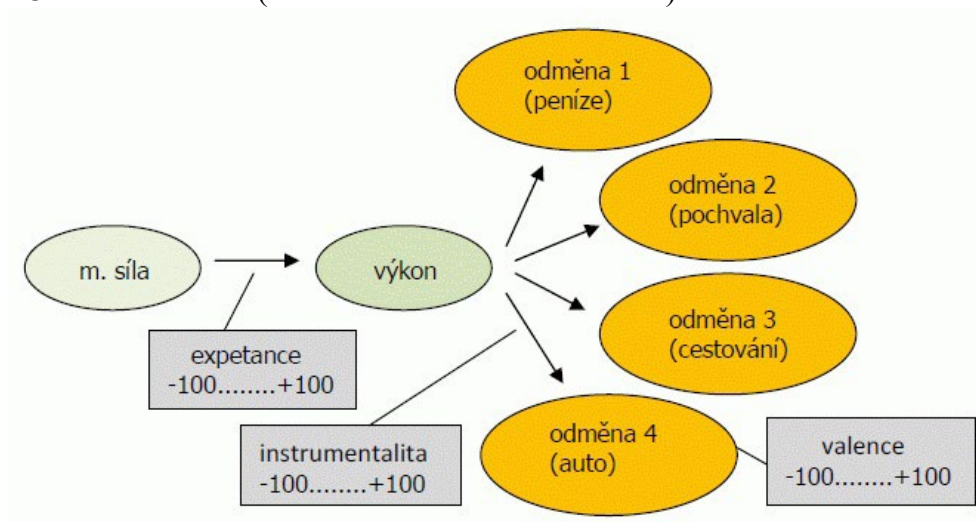 odměna 1
(peníze)
odměna 2
(pochvala)
m. síla
výkon
odměna 3
(cestování)
expetance
-100........+100
odměna 4
(auto)
instrumentalita
-100........+100
valence
-100........+100